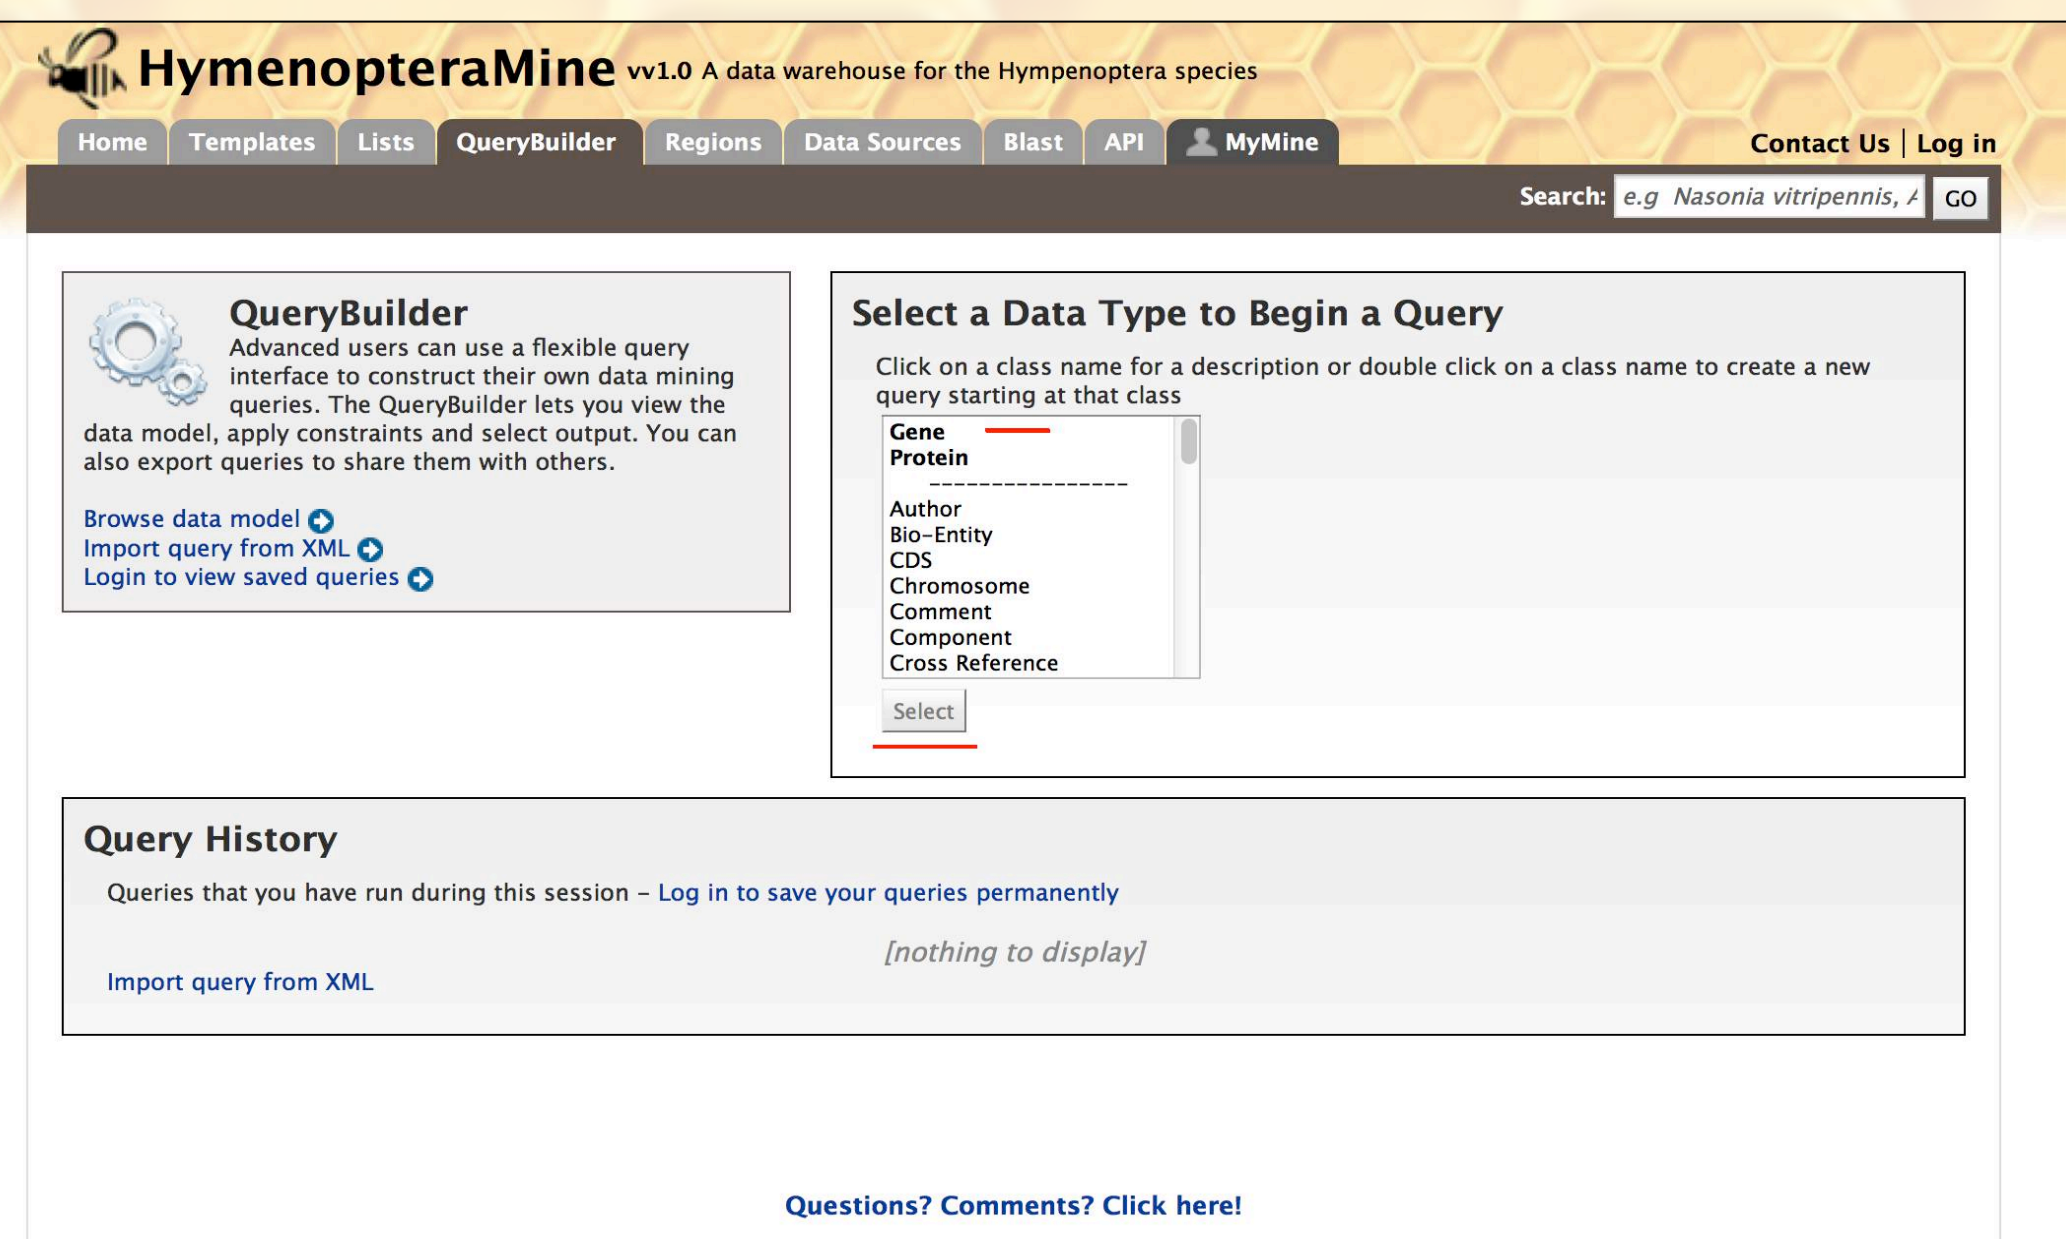 HymenopteraMine vv1.0 A data warehouse for the Hympenoptera species
Home Templates Lists QueryBuilder Regions Data Sources Blast API MyMine
Contact Us | Log in
Search: e.g Nasonia vitripennis, GO
QueryBuilder
Advanced users can use a flexible query
interface to construct their own data mining
queries. The QueryBuilder lets you view the
data model, apply constraints and select output. You can
also export queries to share them with others.
Browse data model
Import query from XML
Login to view saved queries
Select a Data Type to Begin a Query
Click on a class name for a description or double click on a class name to create a new
query starting at that class
Gene
Protein
----------------
Author
Bio-Entity
CDS
Chromosome
Comment
Component
Cross Reference
Select
Query History
Queries that you have run during this session – Log in to save your queries permanently
[nothing to display]
Import query from XML
Questions? Comments? Click here!